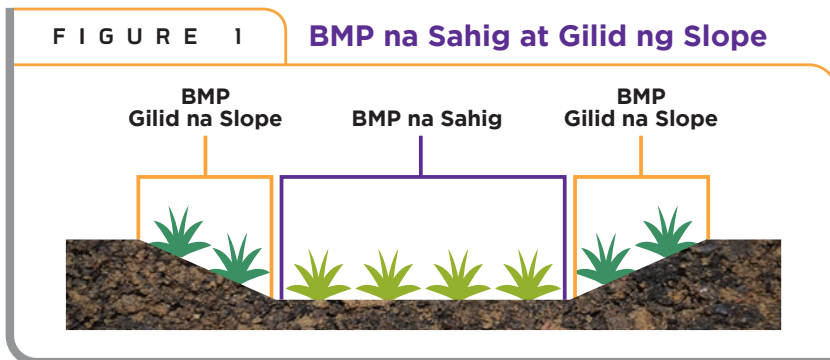 FIGURE 1
BMP na Sahig at Gilid ng Slope
BMP
Gilid na Slope
BMP na Sahig
BMP
Gilid na Slope